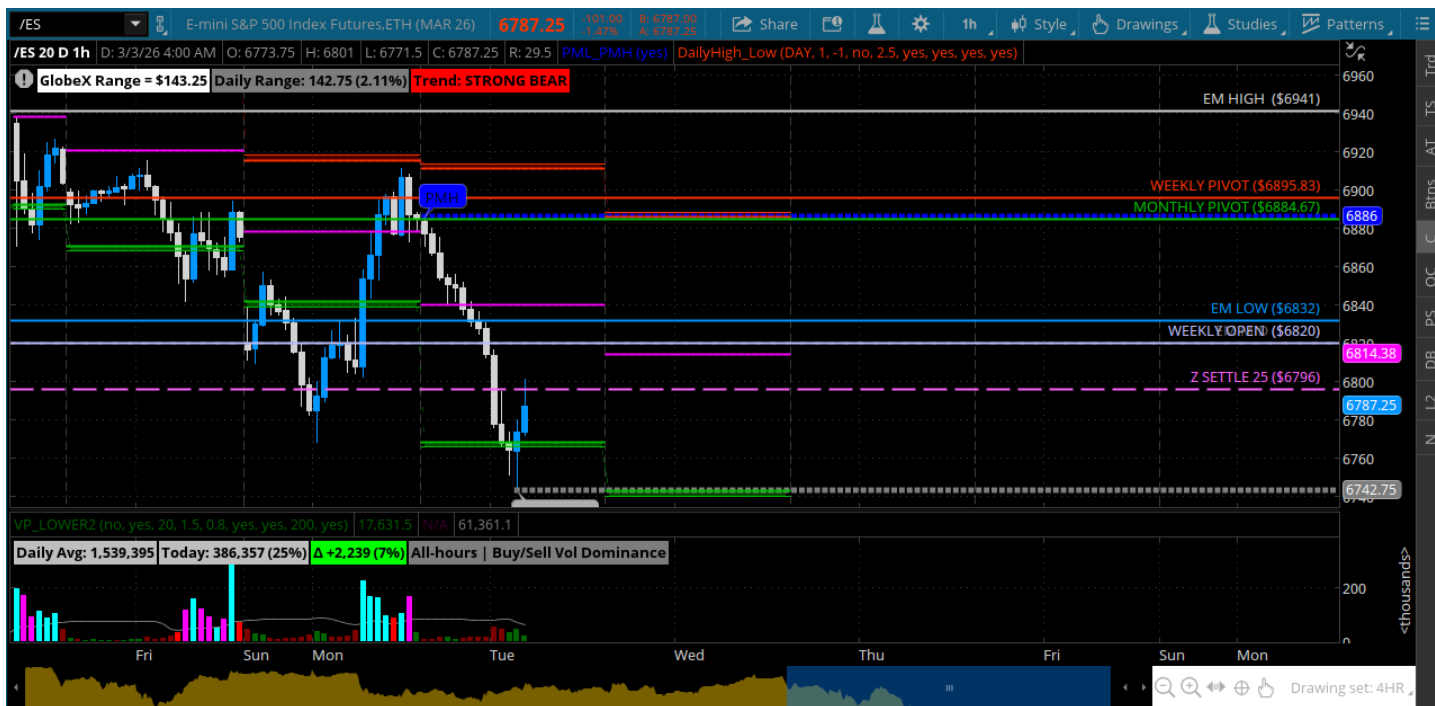 /ES E-mini S&P 500 Index Futures,ETH (MAR 26) 6787.25 -101.00 B: 6787.00 Share 1h Style Drawings Studies Patterns
-1.47% A: 6787.25
/ES 20 D 1h D: 3/3/26 4:00 AM O: 6773.75 H: 6801 L: 6771.5 C: 6787.25 R: 29.5 PML_PMH (yes) DailyHigh_Low (DAY, 1, -1, no, 2.5, yes, yes, yes, yes)
GlobeX Range = $143.25 Daily Range: 142.75 (2.11%) Trend: STRONG BEAR
6960
EM HIGH ($6941)
6940
6920
WEEKLY PIVOT ($6895.83)
6900
PMH
MONTHLY PIVOT ($6884.67)
6886
6880
6860
6840
EM LOW ($6832)
WEEKLY OPEN ($6820)
6820
6814.38
Z SETTLE 25 ($6796)
6800
6787.25
6780
6760
6742.75
6740
VP_LOWER2 (no, yes, 20, 1.5, 0.8, yes, yes, 200, yes) 17,631.5 N/A 61,361.1
Daily Avg: 1,539,395 Today: 386,357 (25%) Δ +2,239 (7%) All-hours | Buy/Sell Vol Dominance
200
0
<thousands>
Fri Sun Mon Tue Wed Thu Fri Sun Mon
Drawing set: 4HR
Trd
TS
AT
Btns
C
OC
PS
DB
L2
N